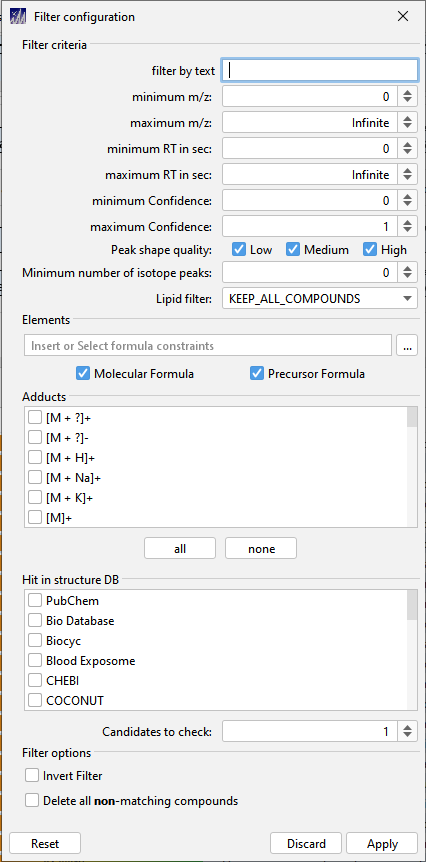 Filter configuration
Filter criteria
filter by text
minimum m/z: 0
maximum m/z: Infinite
minimum RT in sec: 0
maximum RT in sec: Infinite
minimum Confidence: 0
maximum Confidence: 1
Peak shape quality: Low Medium High
Minimum number of isotope peaks: 0
Lipid filter: KEEP_ALL_COMPOUNDS
Elements
Insert or Select formula constraints ...
Molecular Formula Precursor Formula
Adducts
[M + ?]+
[M + ?]-
[M + H]+
[M + Na]+
[M + K]+
[M]+
all none
Hit in structure DB
PubChem
Bio Database
Biocyc
Blood Exposome
CHEBI
COCONUT
Candidates to check: 1
Filter options
Invert Filter
Delete all non-matching compounds
Reset Discard Apply